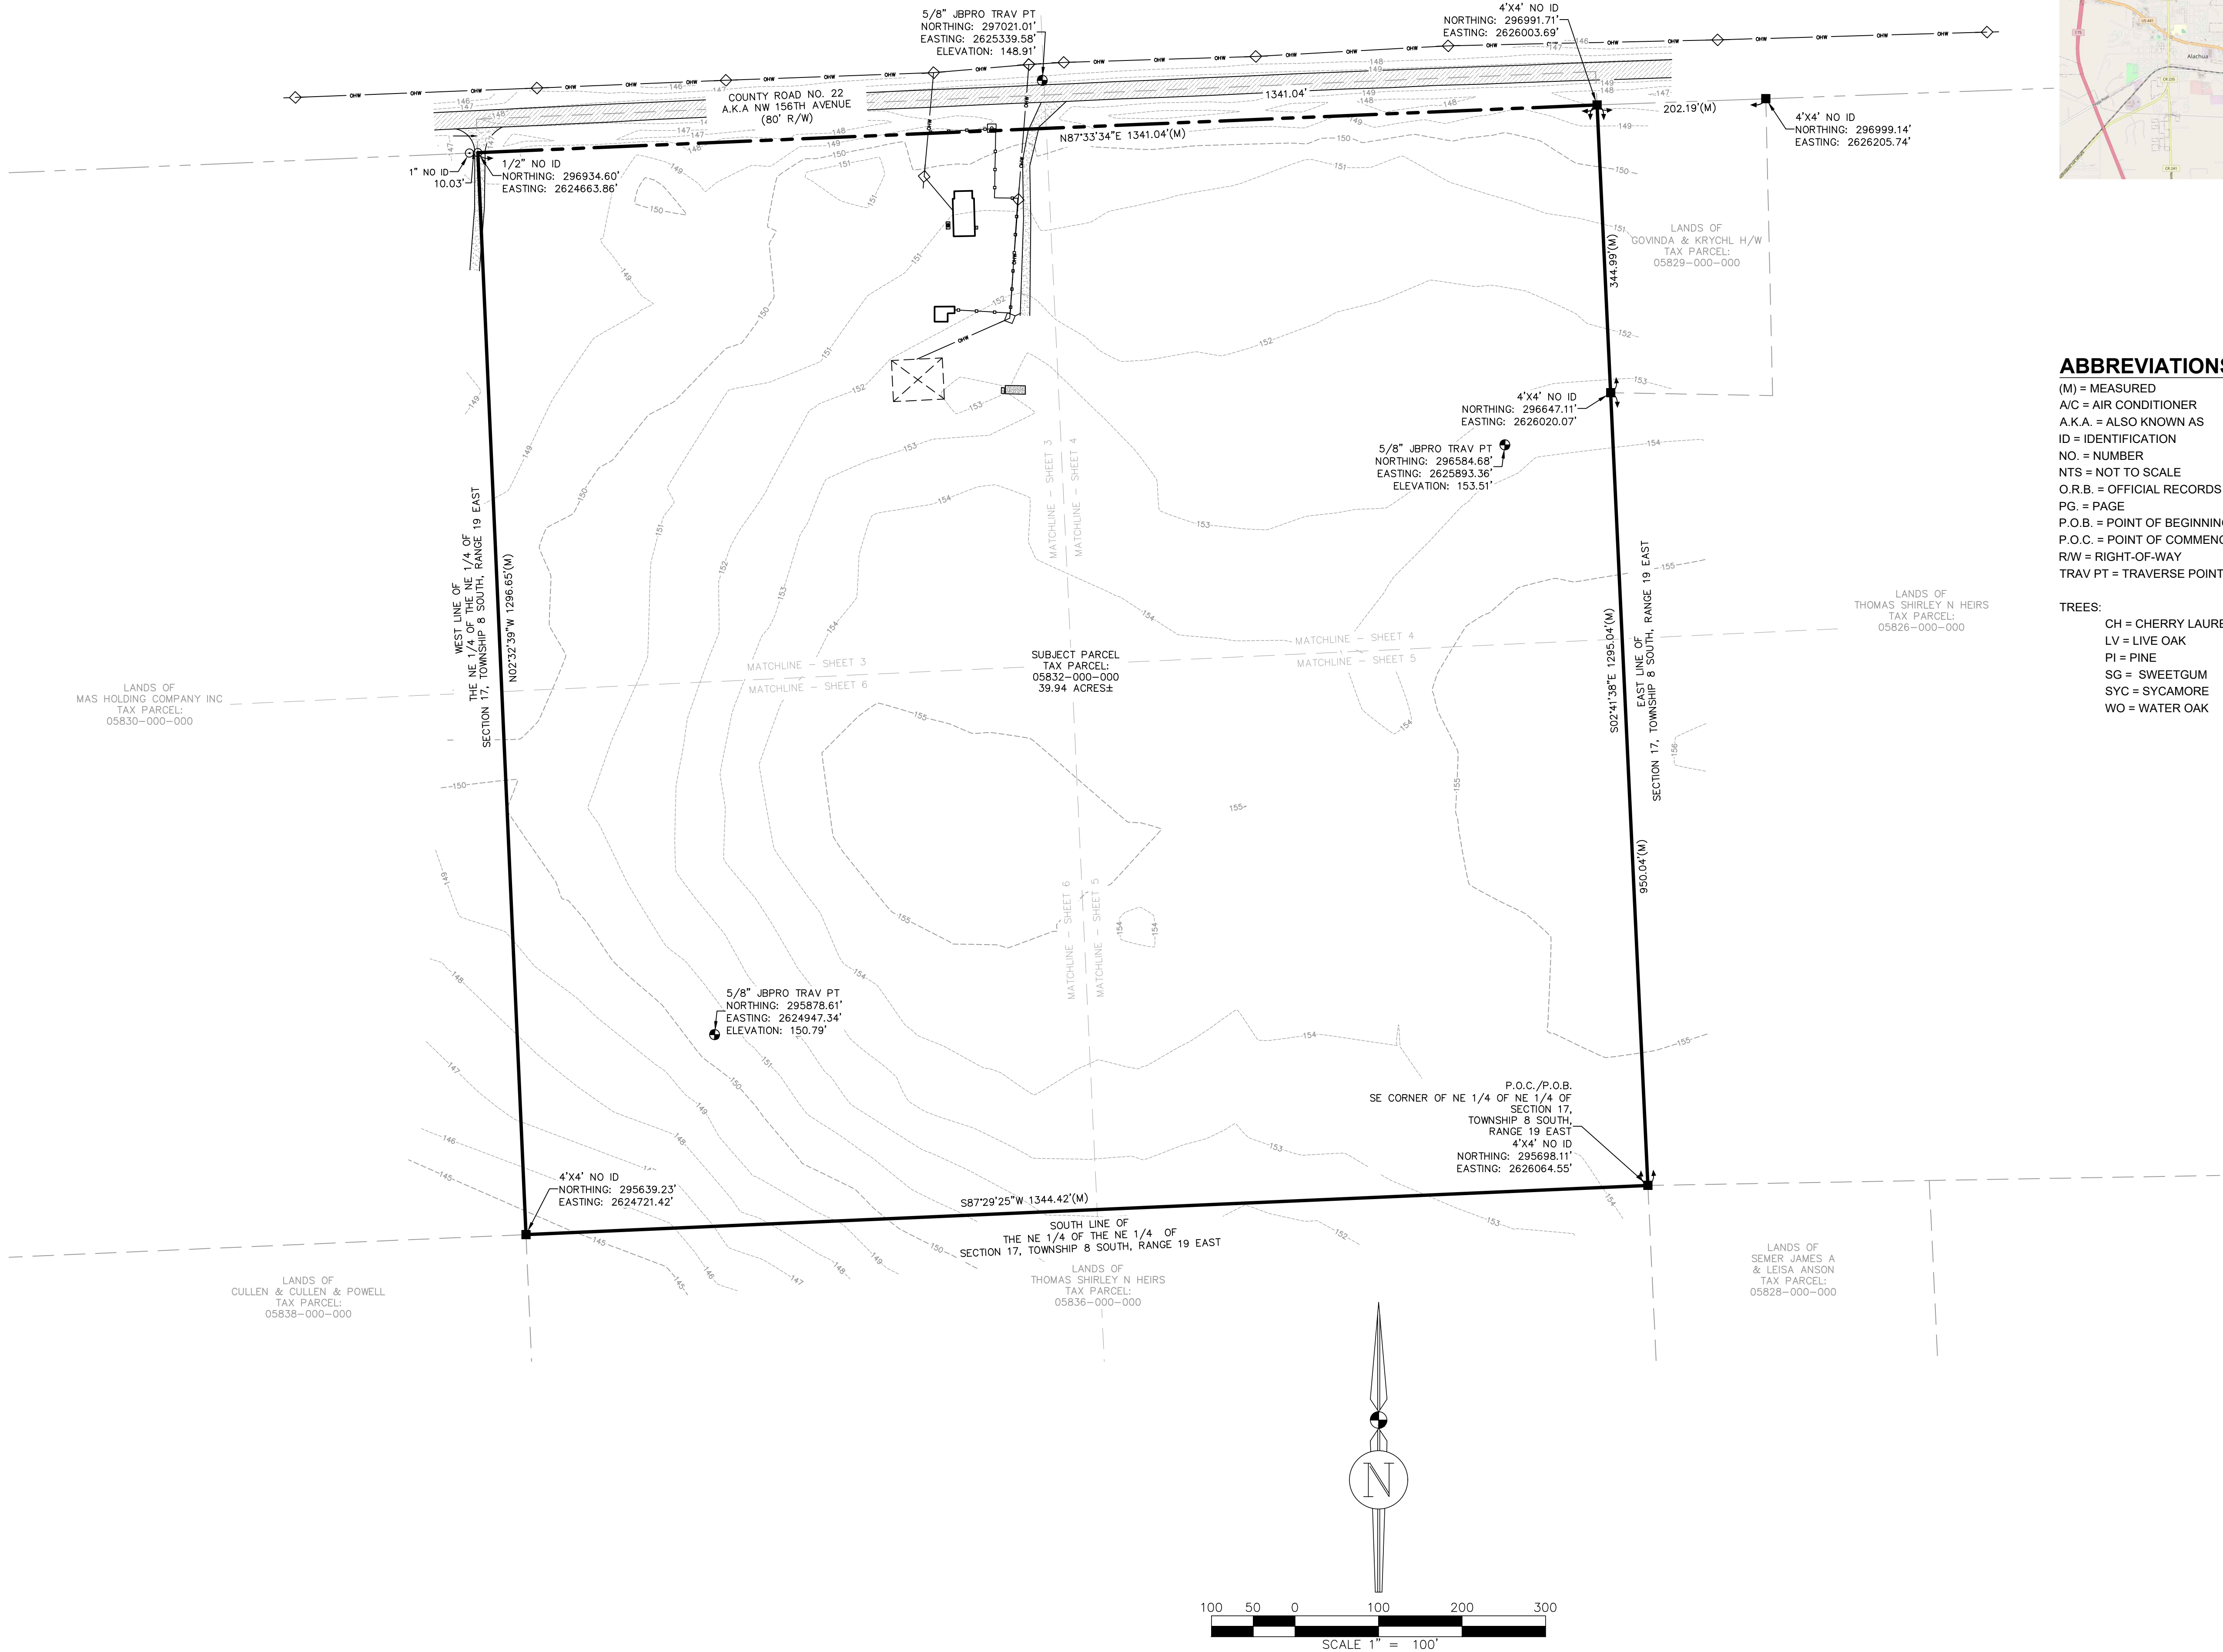 5/8" JBPRO TRAV PT
NORTHING: 297021.01'
EASTING: 2625339.58'
ELEVATION: 148.91'
4'X4' NO ID
NORTHING: 296991.71'
EASTING: 2626003.69'
COUNTY ROAD NO. 22
A.K.A NW 156TH AVENUE
(80' R/W)
1341.04'
N87°33'34"E 1341.04'(M)
202.19'(M)
4'X4' NO ID
NORTHING: 296999.14'
EASTING: 2626205.74'
1" NO ID
10.03'
1/2" NO ID
NORTHING: 296934.60'
EASTING: 2624663.86'
Alachua
LANDS OF
GOVINDA & KRYCHL H/W
TAX PARCEL:
05829-000-000
344.99'(M)
4'X4' NO ID
NORTHING: 296647.11'
EASTING: 2626020.07'
5/8" JBPRO TRAV PT
NORTHING: 296584.68'
EASTING: 2625893.36'
ELEVATION: 153.51'
ABBREVIATIONS
(M) = MEASURED
A/C = AIR CONDITIONER
A.K.A. = ALSO KNOWN AS
ID = IDENTIFICATION
NO. = NUMBER
NTS = NOT TO SCALE
O.R.B. = OFFICIAL RECORDS
PG. = PAGE
P.O.B. = POINT OF BEGINNIN
P.O.C. = POINT OF COMMENC
R/W = RIGHT-OF-WAY
TRAV PT = TRAVERSE POINT
TREES:
CH = CHERRY LAURE
LV = LIVE OAK
PI = PINE
SG = SWEETGUM
SYC = SYCAMORE
WO = WATER OAK
MATCHLINE - SHEET 3
MATCHLINE - SHEET 4
WEST LINE OF
THE NE 1/4 OF THE NE 1/4 OF
SECTION 17, TOWNSHIP 8 SOUTH, RANGE 19 EAST
N02°32'39"W 1296.65'(M)
S02°41'38"E 1295.04'(M)
EAST LINE OF
SECTION 17, TOWNSHIP 8 SOUTH, RANGE 19 EAST
LANDS OF
THOMAS SHIRLEY N HEIRS
TAX PARCEL:
05826-000-000
MATCHLINE - SHEET 4
MATCHLINE - SHEET 5
MATCHLINE - SHEET 3
MATCHLINE - SHEET 6
SUBJECT PARCEL
TAX PARCEL:
05832-000-000
39.94 ACRES±
LANDS OF
MAS HOLDING COMPANY INC
TAX PARCEL:
05830-000-000
950.04'(M)
MATCHLINE - SHEET 6
MATCHLINE - SHEET 5
5/8" JBPRO TRAV PT
NORTHING: 295878.61'
EASTING: 2624947.34'
ELEVATION: 150.79'
P.O.C./P.O.B.
SE CORNER OF NE 1/4 OF NE 1/4 OF
SECTION 17,
TOWNSHIP 8 SOUTH,
RANGE 19 EAST
4'X4' NO ID
NORTHING: 295698.11'
EASTING: 2626064.55'
4'X4' NO ID
NORTHING: 295639.23'
EASTING: 2624721.42'
S87°29'25"W 1344.42'(M)
SOUTH LINE OF
THE NE 1/4 OF THE NE 1/4 OF
SECTION 17, TOWNSHIP 8 SOUTH, RANGE 19 EAST
LANDS OF
CULLEN & CULLEN & POWELL
TAX PARCEL:
05838-000-000
LANDS OF
THOMAS SHIRLEY N HEIRS
TAX PARCEL:
05836-000-000
LANDS OF
SEMER JAMES A
& LEISA ANSON
TAX PARCEL:
05828-000-000
N
100 50 0 100 200 300
SCALE 1" = 100'